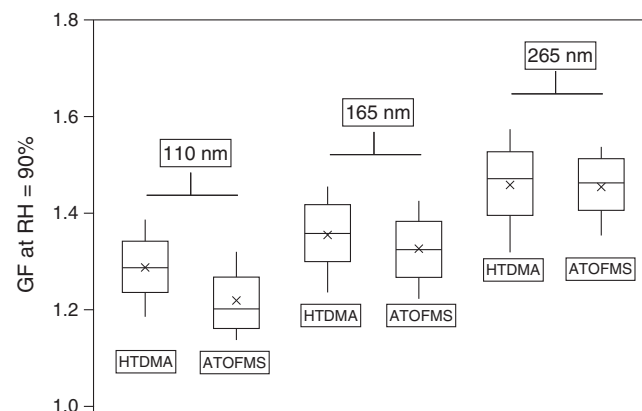 1.8
1.6
1.4
1.2
1.0
GF at RH = 90%
110 nm
165 nm
265 nm
HTDMA
ATOFMS
HTDMA
ATOFMS
HTDMA
ATOFMS